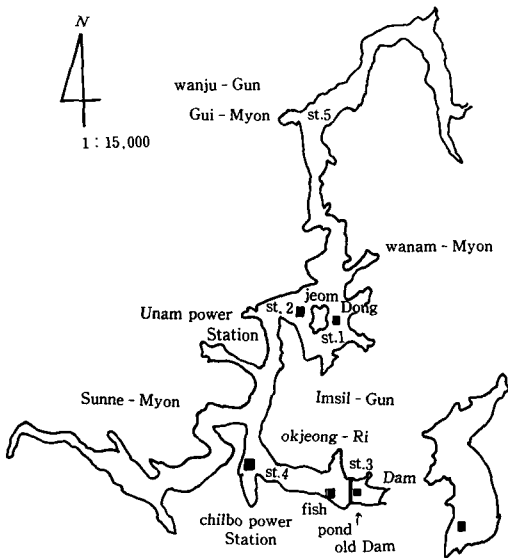 N
wanju - Gun
Gui - Myon
st.5
1 : 15,000
wanam - Myon
jeom
Unam power
st. 2
Dong
Station
st.1
Sunne - Myon
Imsil - Gun
okjeong - Ri
st.3
st.4
Dam
fish
chilbo power
pond
Station
old Dam